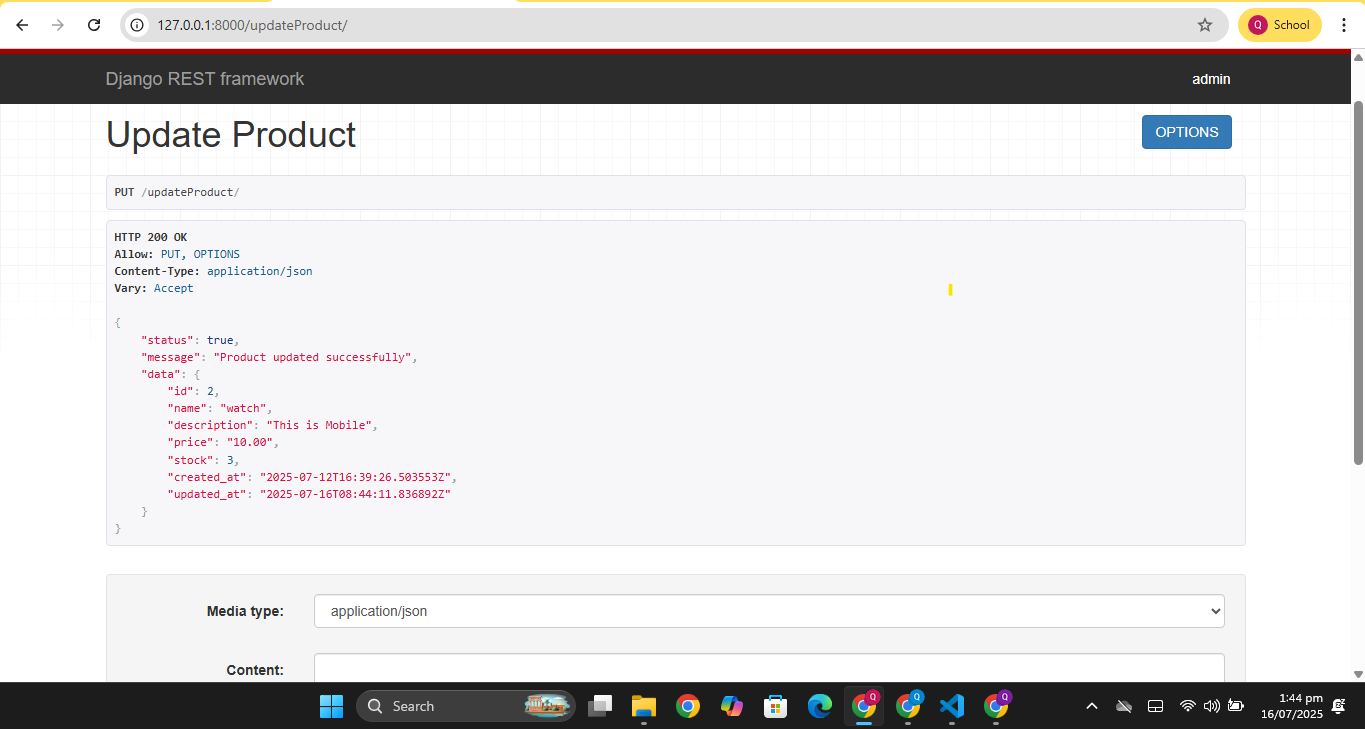 127.0.0.1:8000/updateProduct/
Q School
Django REST framework
admin
Update Product
OPTIONS
PUT /updateProduct/
HTTP 200 OK
Allow: PUT, OPTIONS
Content-Type: application/json
Vary: Accept
{
"status": true,
"message": "Product updated successfully",
"data": {
"id": 2,
"name": "watch",
"description": "This is Mobile",
"price": "10.00",
"stock": 3,
"created_at": "2025-07-12T16:39:26.503553Z",
"updated_at": "2025-07-16T08:44:11.836892Z"
}
}
Media type:
application/json
Content:
Search
Q
Q
Q
1:44 pm
16/07/2025